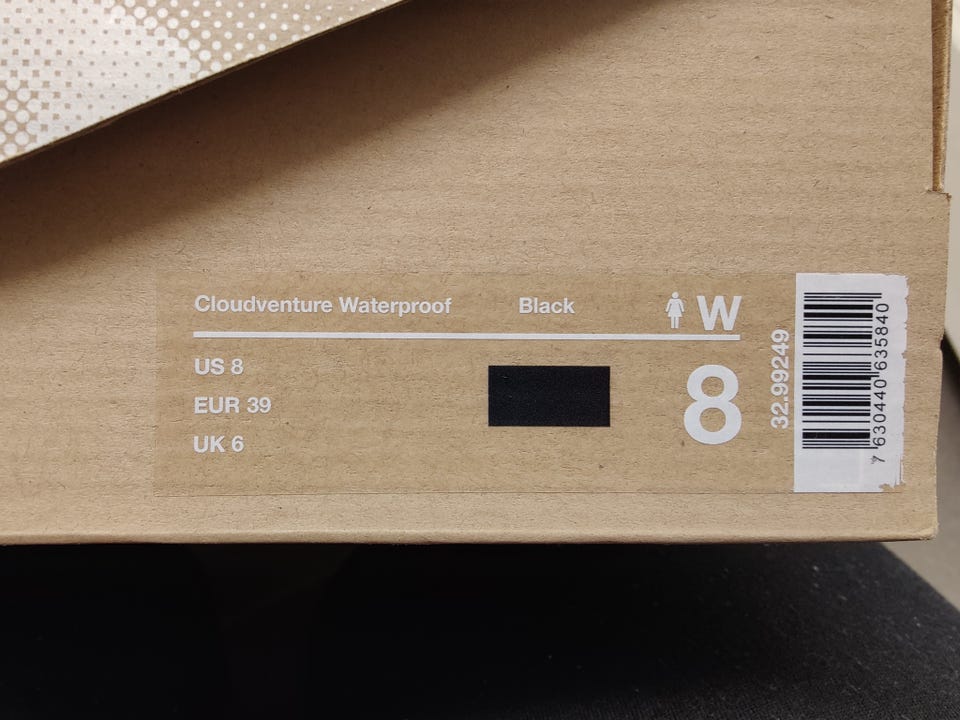 Cloudventure Waterproof Black W
US 8
EUR 39
UK 6
8
32.99249
7 630440 635840